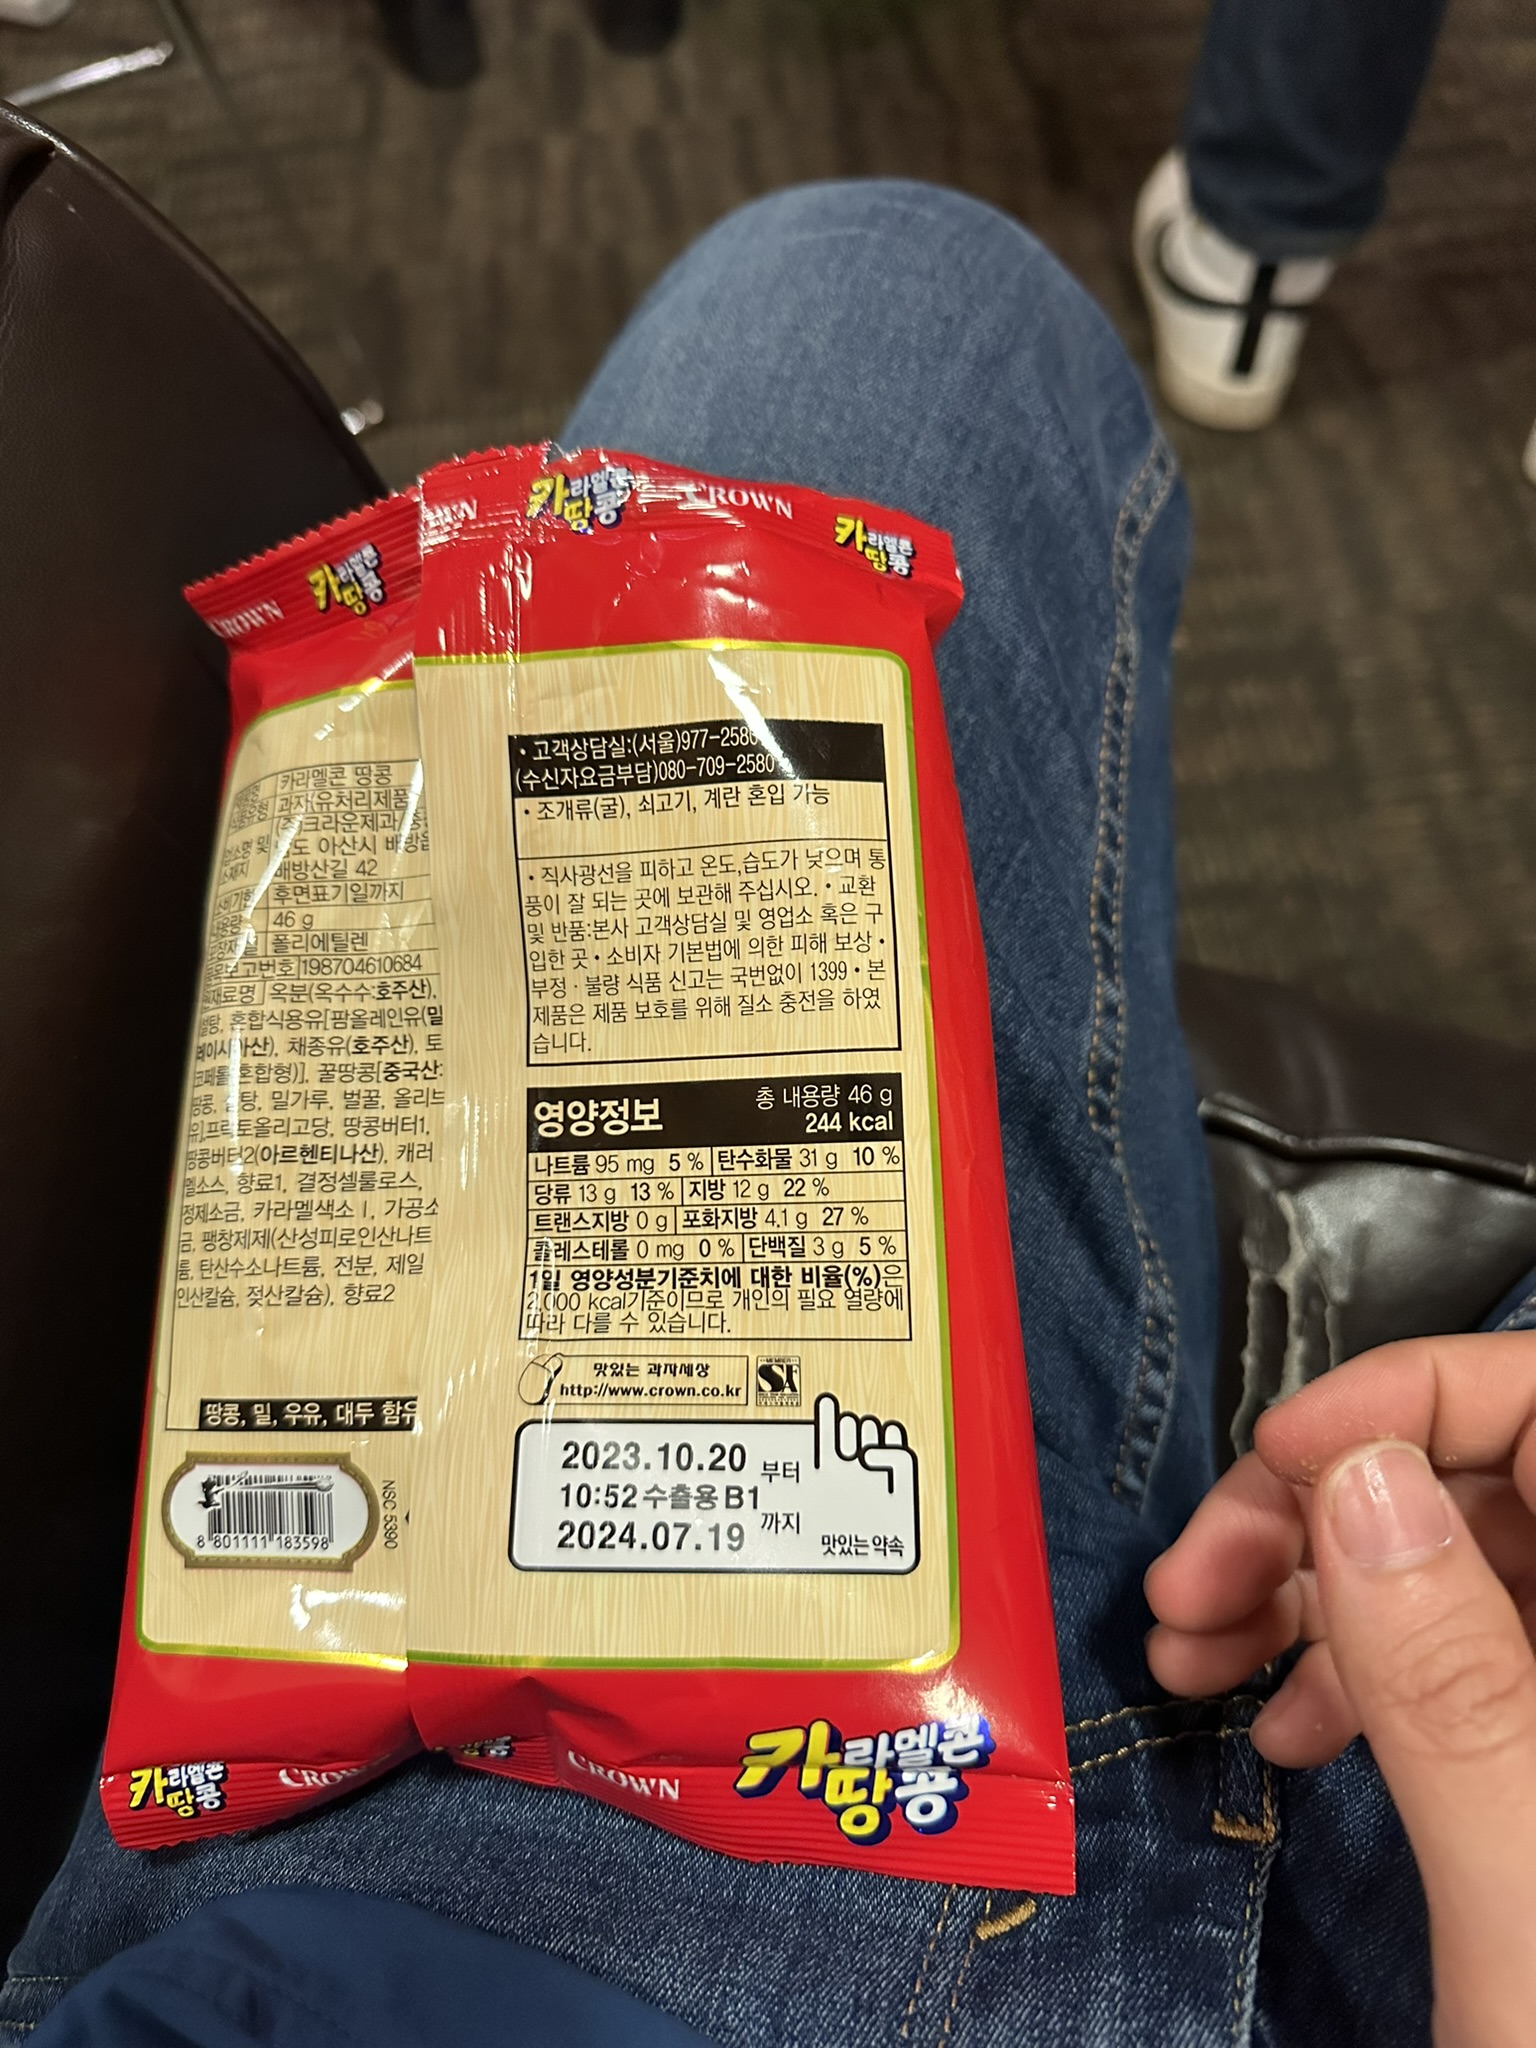 CROWN
카라멜콘
땅콩
카라멜콘
땅콩
CROWN
카라멜콘
땅콩
카라멜콘 땅콩
과자(유처리제품
(주)크라운제과
아산시 배방읍
배방산길 42
후면표기일까지
46 g
폴리에틸렌
198704610684
옥분(옥수수:호주산),
혼합식용유[팜올레인유(말
레이시아산), 채종유(호주산), 토
코페롤(혼합형)], 꿀땅콩[중국산:
땅콩, 설탕, 밀가루, 벌꿀, 올리브
유],프락토올리고당, 땅콩버터1,
땅콩버터2(아르헨티나산), 캐러
멜소스, 향료1, 결정셀룰로스,
정제소금, 카라멜색소 I, 가공소
금, 팽창제제(산성피로인산나트
륨, 탄산수소나트륨, 전분, 제일
인산칼슘, 젖산칼슘), 향료2
땅콩, 밀, 우유, 대두 함유
8 801111 183598
NSC 5390
• 고객상담실:(서울)977-258
(수신자요금부담)080-709-2580
• 조개류(굴), 쇠고기, 계란 혼입 가능
• 직사광선을 피하고 온도,습도가 낮으며 통
풍이 잘 되는 곳에 보관해 주십시오. • 교환
및 반품:본사 고객상담실 및 영업소 혹은 구
입한 곳 • 소비자 기본법에 의한 피해 보상 •
부정 · 불량 식품 신고는 국번없이 1399 • 본
제품은 제품 보호를 위해 질소 충전을 하였
습니다.
영양정보
총 내용량 46 g
244 kcal
나트륨 95 mg 5 % 탄수화물 31 g 10 %
당류 13 g 13 % 지방 12 g 22 %
트랜스지방 0 g 포화지방 4.1 g 27 %
콜레스테롤 0 mg 0 % 단백질 3 g 5 %
1일 영양성분기준치에 대한 비율(%)은
2,000 kcal기준이므로 개인의 필요 열량에
따라 다를 수 있습니다.
맛있는 과자세상
http://www.crown.co.kr
2023.10.20 부터
10:52 수출용 B1
2024.07.19 까지
맛있는 약속
카라멜콘
땅콩
CROWN
카라멜콘
땅콩